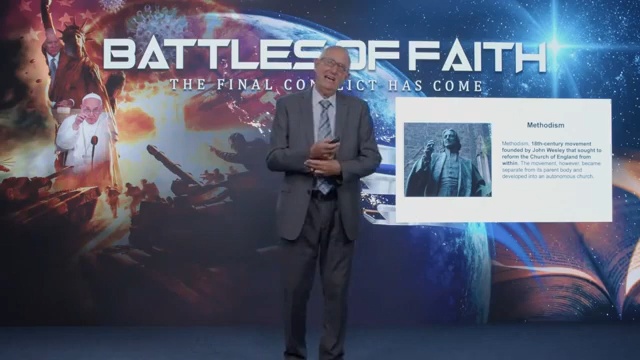 BATTLES OF FAITH
THE FINAL CONFLICT HAS COME
Methodism
Methodism, 18th-century movement
founded by John Wesley that sought to
reform the Church of England from
within. The movement, however, became
separate from its parent body and
developed into an autonomous church.